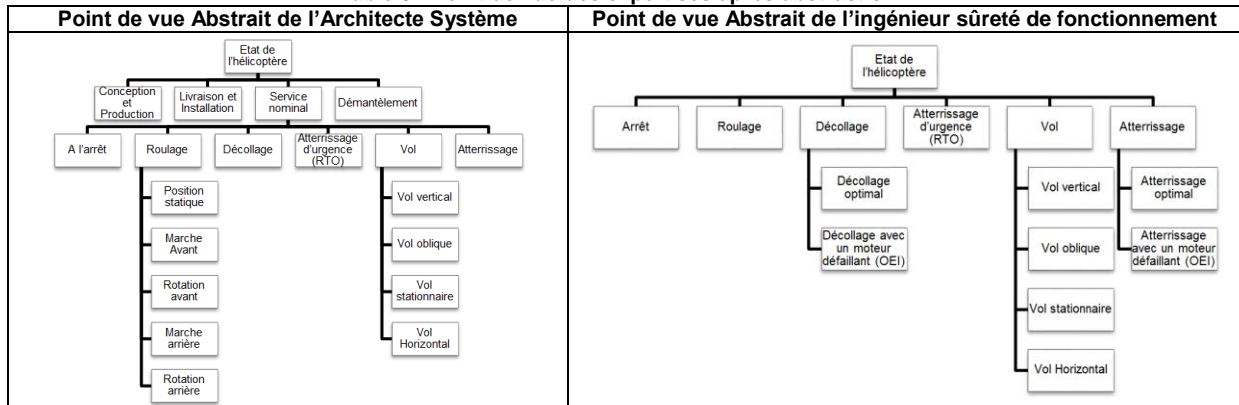 Point de vue Abstrait de l'Architecte Système
Point de vue Abstrait de l'ingénieur sûreté de fonctionnement
Etat de
l'hélicoptère
Conception
et
Production
Livraison et
Installation
Service
nominal
Démantèlement
A l'arrêt
Roulage
Décollage
Atterrissage
d'urgence
(RTO)
Vol
Atterrissage
Position
statique
Marche
Avant
Rotation
avant
Marche
arrière
Rotation
arrière
Vol vertical
Vol oblique
Vol
stationnaire
Vol
Horizontal
Etat de
l'hélicoptère
Arrêt
Roulage
Décollage
Atterrissage
d'urgence
(RTO)
Vol
Atterrissage
Décollage
optimal
Décollage avec
un moteur
défaillant (OEI)
Vol vertical
Vol oblique
Vol stationnaire
Vol Horizontal
Atterrissage
optimal
Atterrissage
avec un moteur
défaillant (OEI)